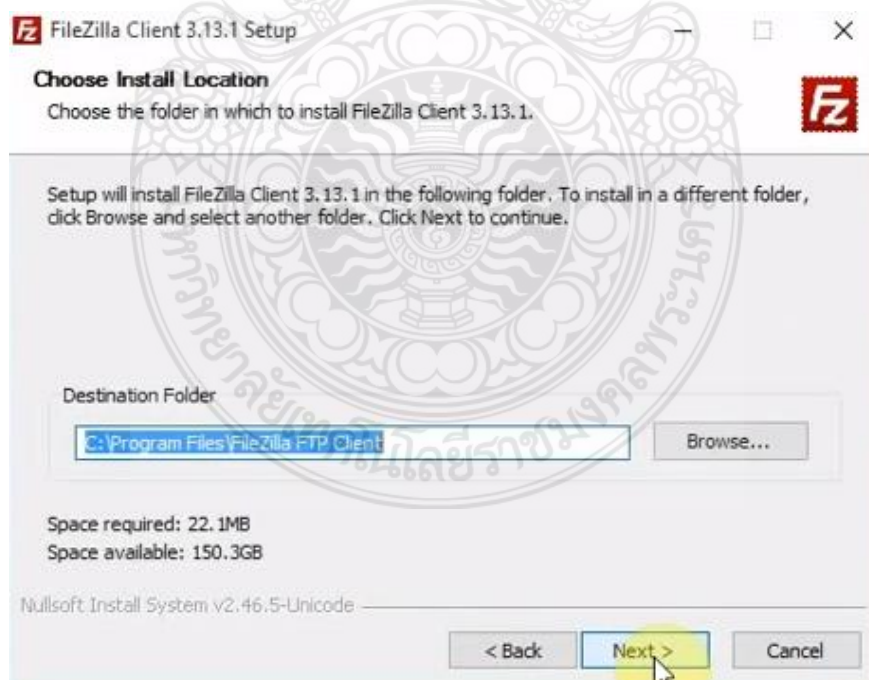 FileZilla Client 3.13.1 Setup
Choose Install Location
Choose the folder in which to install FileZilla Client 3.13.1.
Fz
Setup will install FileZilla Client 3.13.1 in the following folder. To install in a different folder,
click Browse and select another folder. Click Next to continue.
Destination Folder
C:\Program Files\FileZilla FTP Client
Browse...
Space required: 22.1MB
Space available: 150.3GB
Nullsoft Install System v2.46.5-Unicode
< Back
Next >
Cancel